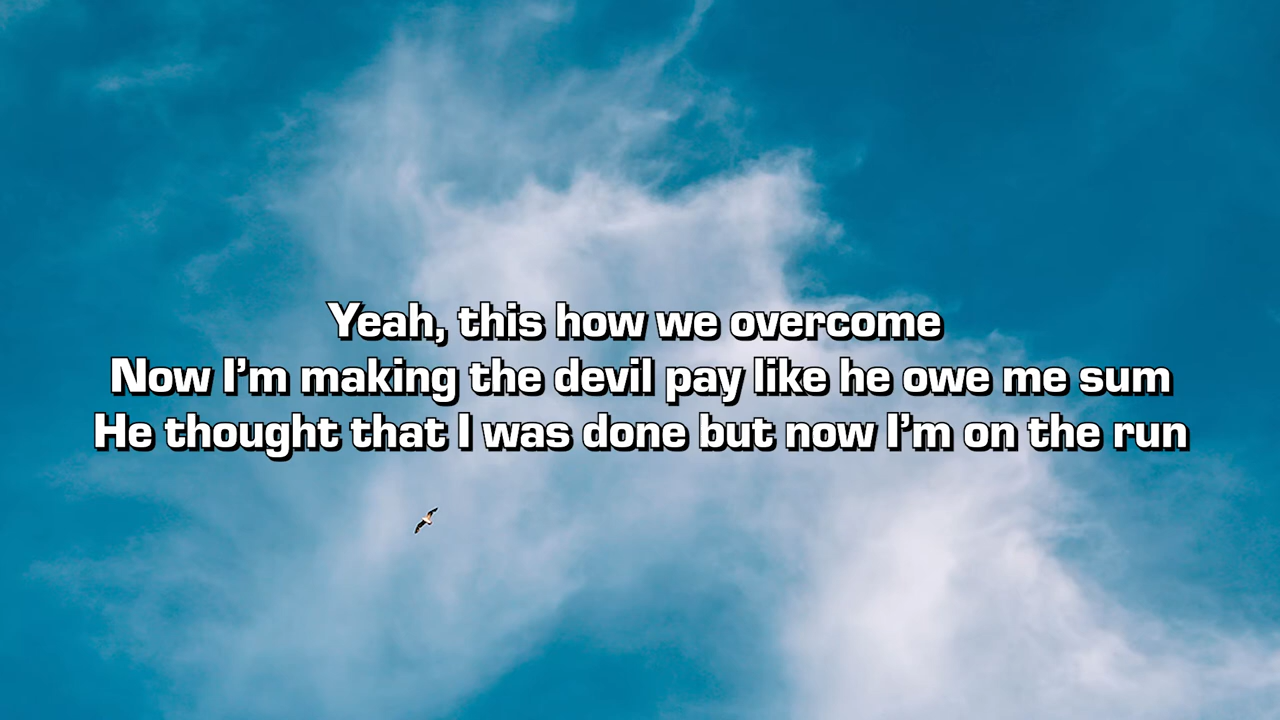 Yeah, this how we overcome
Now I’m making the devil pay like he owe me sum
He thought that I was done but now I’m on the run